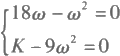 18ω − ω² = 0
K − 9ω² = 0